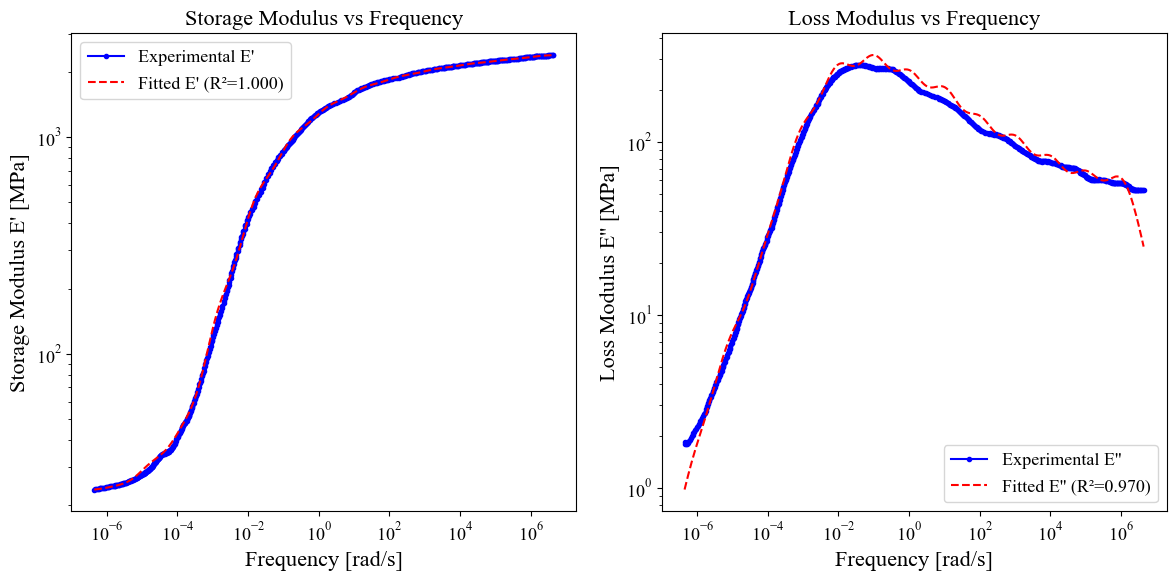 Storage Modulus vs Frequency
Experimental E'
Fitted E' (R²=1.000)
10³
10²
Storage Modulus E' [MPa]
10⁻⁶ 10⁻⁴ 10⁻² 10⁰ 10² 10⁴ 10⁶
Frequency [rad/s]
Loss Modulus vs Frequency
10²
10¹
10⁰
Loss Modulus E'' [MPa]
Experimental E''
Fitted E'' (R²=0.970)
10⁻⁶ 10⁻⁴ 10⁻² 10⁰ 10² 10⁴ 10⁶
Frequency [rad/s]